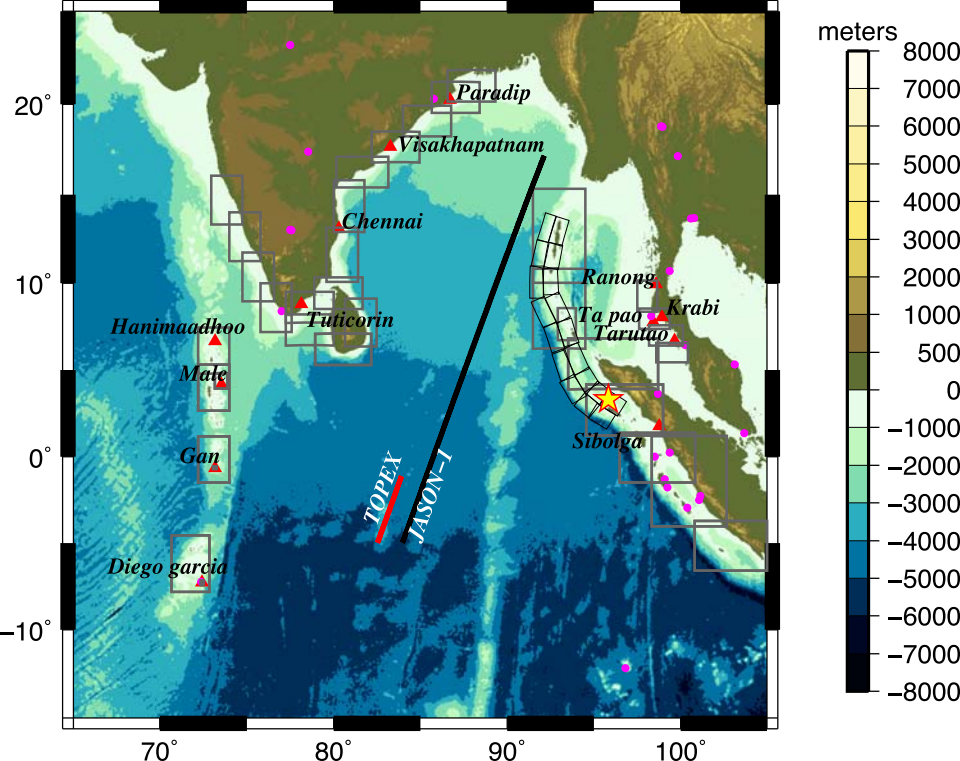 meters
8000
7000
6000
5000
4000
3000
2000
1000
500
0
−1000
−2000
−3000
−4000
−5000
−6000
−7000
−8000
20°
10°
0°
−10°
70°
80°
90°
100°
Paradip
Visakhapatnam
Chennai
Ranong
Krabi
Ta pao
Tarutao
Tuticorin
Hanimaadhoo
Male
Sibolga
Gan
TOPEX
JASON−1
Diego garcia